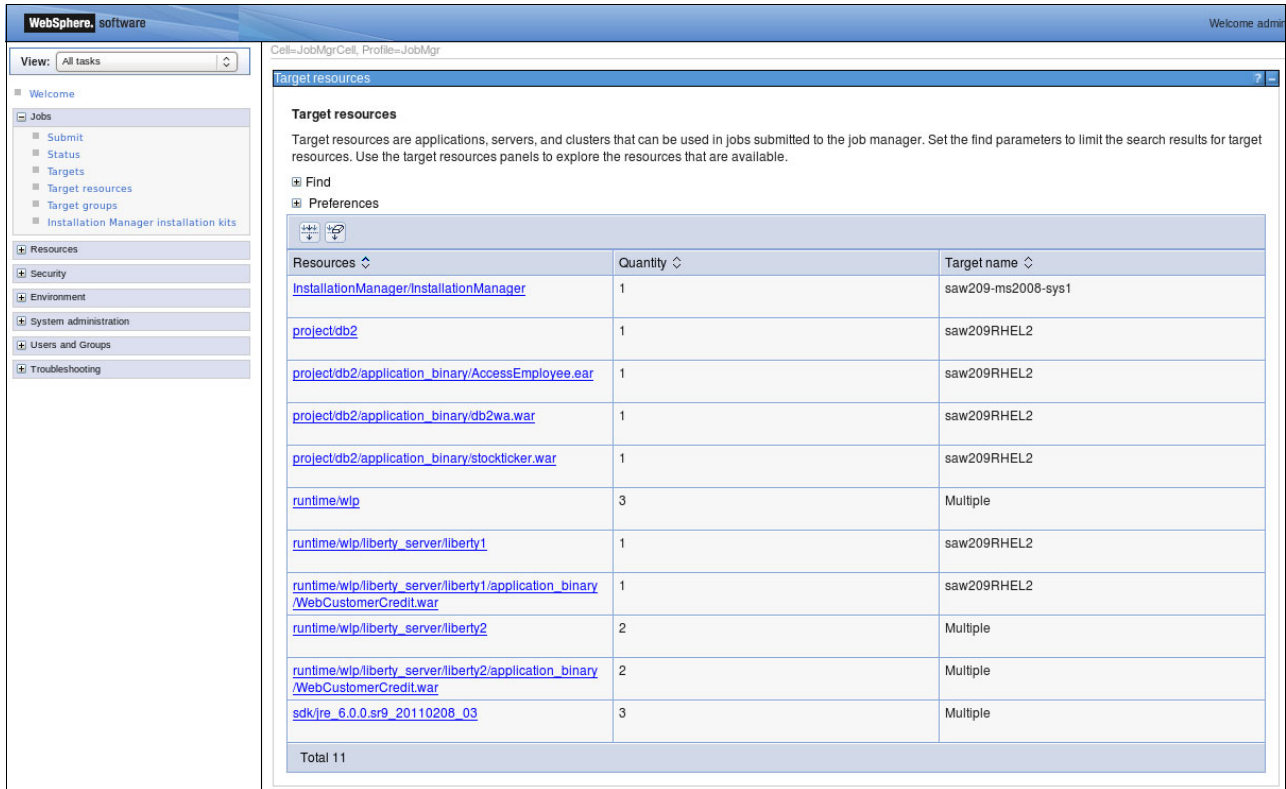 WebSphere. software
Welcome admin
View: All tasks
Welcome
Jobs
Submit
Status
Targets
Target resources
Target groups
Installation Manager installation kits
Resources
Security
Environment
System administration
Users and Groups
Troubleshooting
Cell=JobMgrCell, Profile=JobMgr
Target resources ? –
Target resources
Target resources are applications, servers, and clusters that can be used in jobs submitted to the job manager. Set the find parameters to limit the search results for target
resources. Use the target resources panels to explore the resources that are available.
Find
Preferences
Resources Quantity Target name
InstallationManager/InstallationManager 1 saw209-ms2008-sys1
project/db2 1 saw209RHEL2
project/db2/application_binary/AccessEmployee.ear 1 saw209RHEL2
project/db2/application_binary/db2wa.war 1 saw209RHEL2
project/db2/application_binary/stockticker.war 1 saw209RHEL2
runtime/wlp 3 Multiple
runtime/wlp/liberty_server/liberty1 1 saw209RHEL2
runtime/wlp/liberty_server/liberty1/application_binary 1 saw209RHEL2
/WebCustomerCredit.war
runtime/wlp/liberty_server/liberty2 2 Multiple
runtime/wlp/liberty_server/liberty2/application_binary 2 Multiple
/WebCustomerCredit.war
sdk/jre_6.0.0.sr9_20110208_03 3 Multiple
Total 11